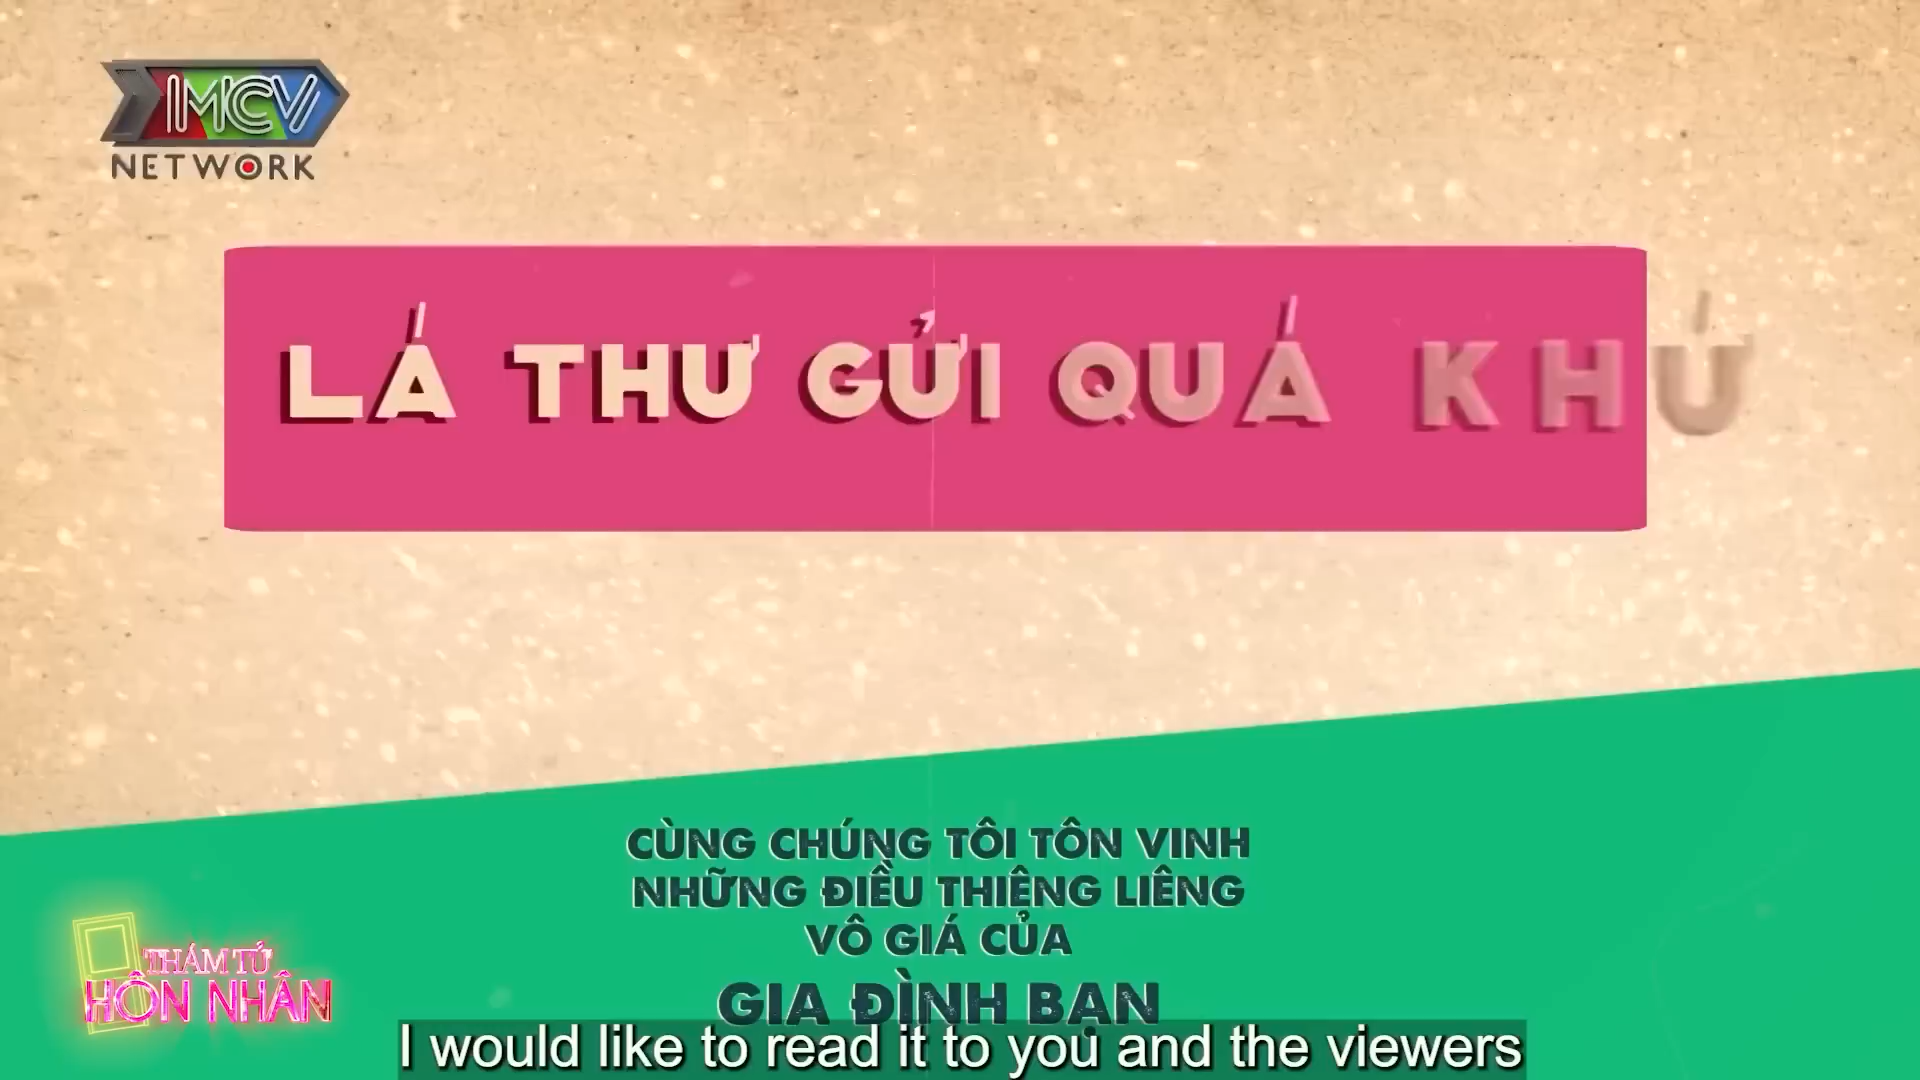 MCV
NETWORK
LÁ THƯ GỬI QUÁ KHỨ
CÙNG CHÚNG TÔI TÔN VINH
NHỮNG ĐIỀU THIÊNG LIÊNG
VÔ GIÁ CỦA
GIA ĐÌNH BẠN
THÁM TỬ
HÔN NHÂN
I would like to read it to you and the viewers